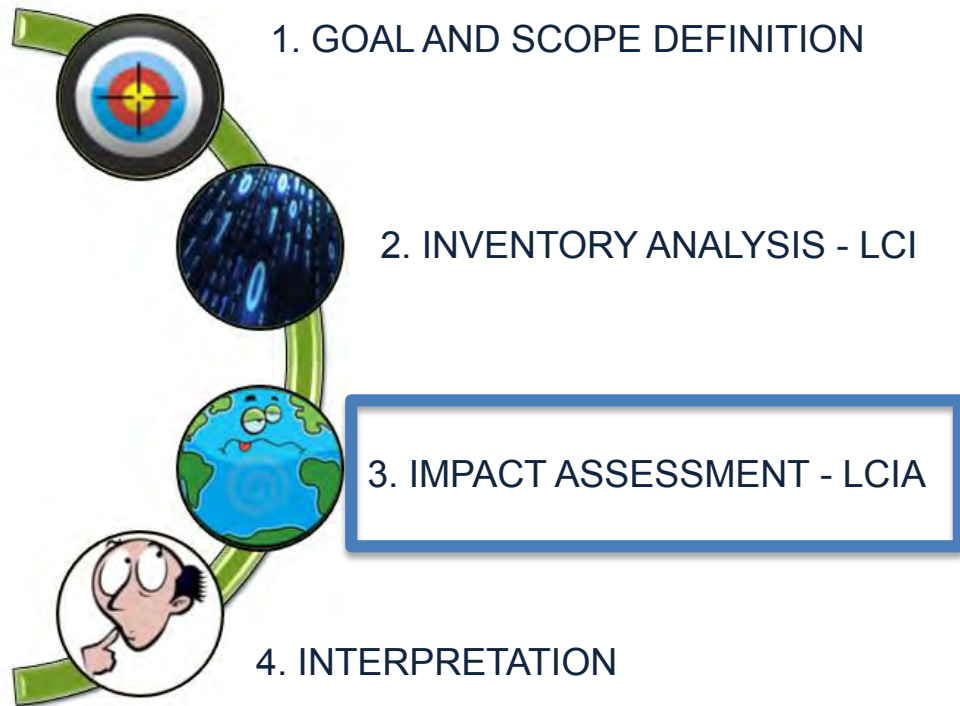 1. GOAL AND SCOPE DEFINITION
2. INVENTORY ANALYSIS - LCI
3. IMPACT ASSESSMENT - LCIA
4. INTERPRETATION